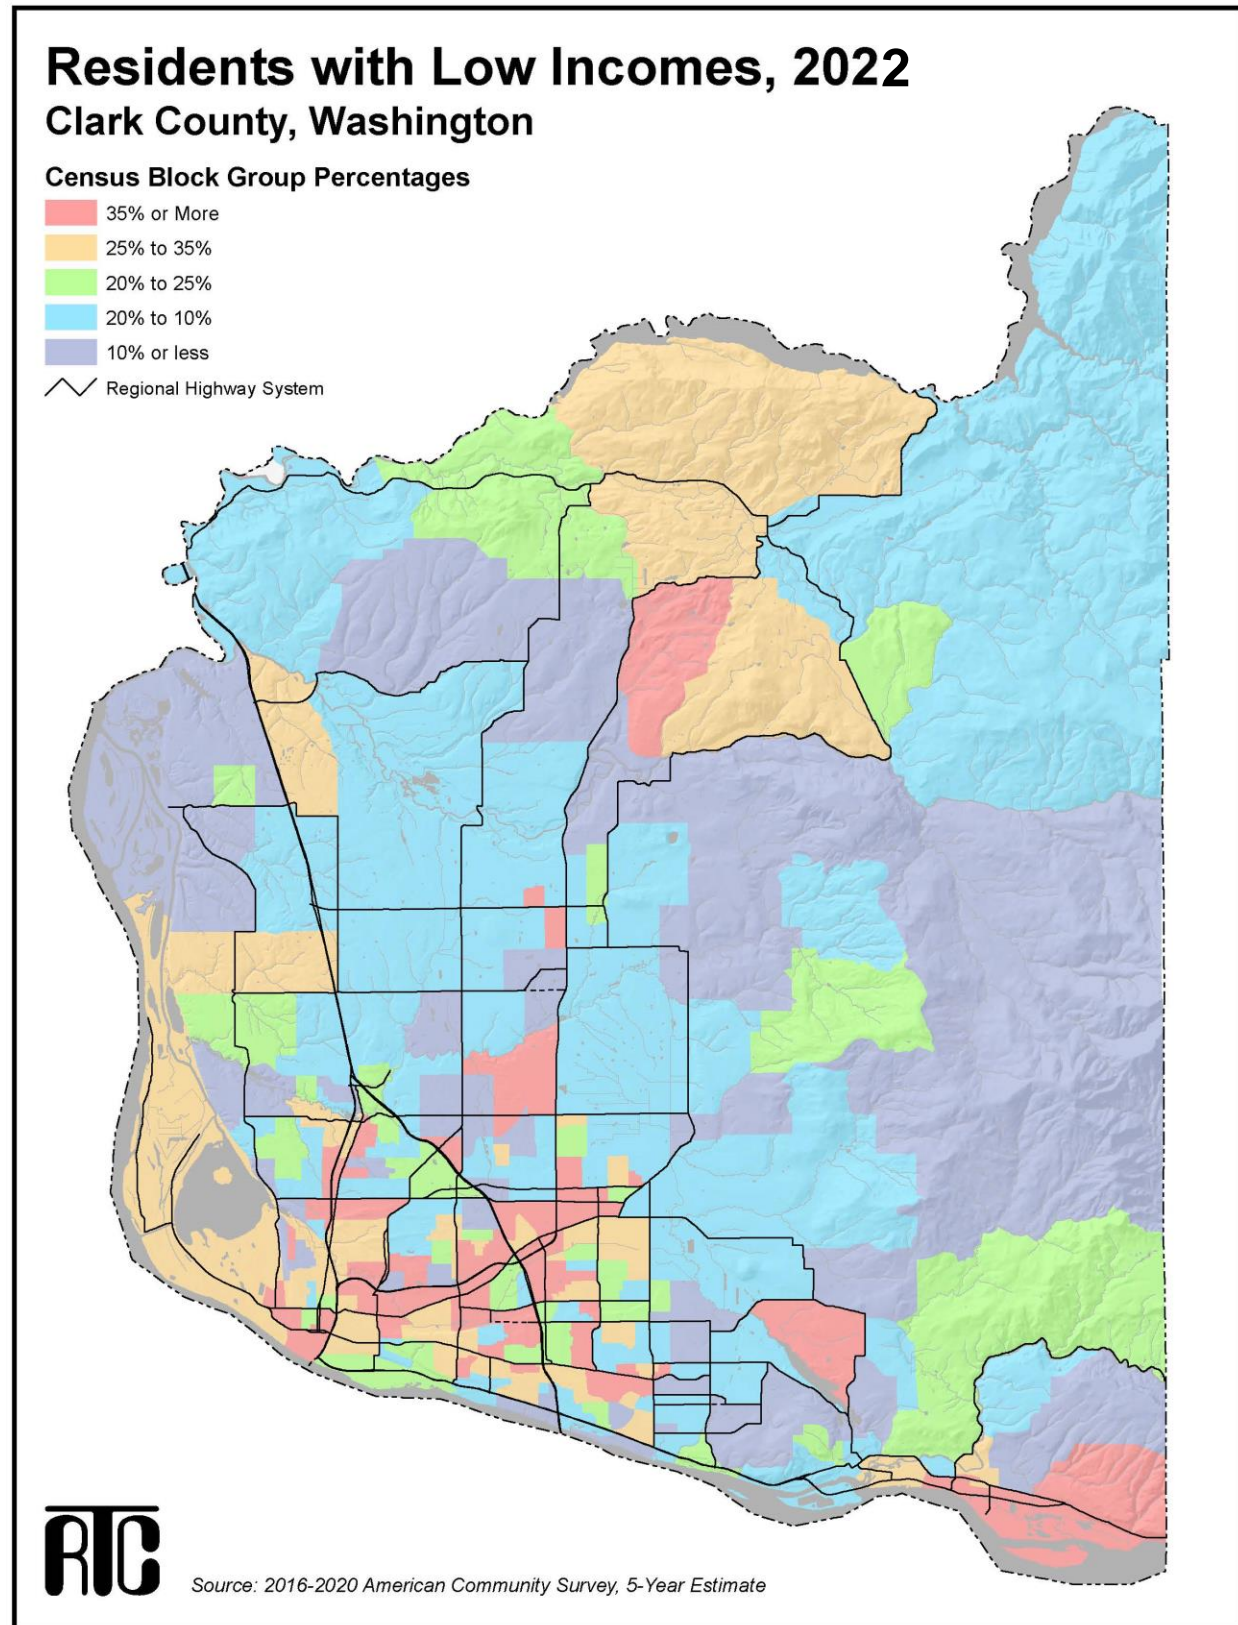 Residents with Low Incomes, 2022
Clark County, Washington
Census Block Group Percentages
35% or More
25% to 35%
20% to 25%
20% to 10%
10% or less
Regional Highway System
RTC
Source: 2016-2020 American Community Survey, 5-Year Estimate